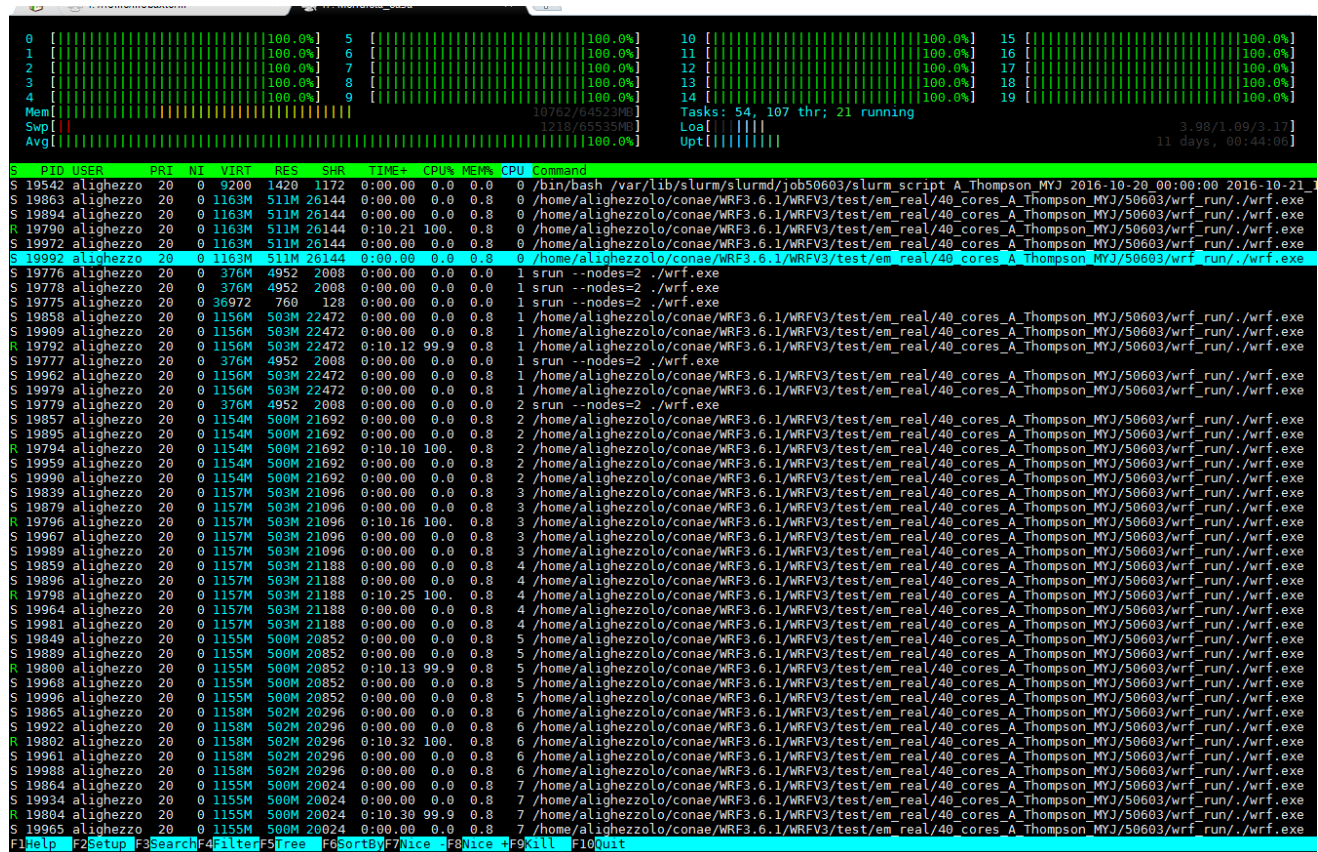 0 [||||||||||||||||||||||||||100.0%] 5 [||||||||||||||||||||||||||100.0%] 10 [||||||||||||||||||||||||||100.0%] 15 [||||||||||||||||||||||||||100.0%]
1 [||||||||||||||||||||||||||100.0%] 6 [||||||||||||||||||||||||||100.0%] 11 [||||||||||||||||||||||||||100.0%] 16 [||||||||||||||||||||||||||100.0%]
2 [||||||||||||||||||||||||||100.0%] 7 [||||||||||||||||||||||||||100.0%] 12 [||||||||||||||||||||||||||100.0%] 17 [||||||||||||||||||||||||||100.0%]
3 [||||||||||||||||||||||||||100.0%] 8 [||||||||||||||||||||||||||100.0%] 13 [||||||||||||||||||||||||||100.0%] 18 [||||||||||||||||||||||||||100.0%]
4 [||||||||||||||||||||||||||100.0%] 9 [||||||||||||||||||||||||||100.0%] 14 [||||||||||||||||||||||||||100.0%] 19 [||||||||||||||||||||||||||100.0%]
Mem[||||||||||||||||||||||||||||||||||||| 10762/64523MB] Tasks: 54, 107 thr; 21 running
Swp[|| 1218/65535MB] Loa[||||||| 3.98/1.09/3.17]
Avg[||||||||||||||||||||||||||||||||||||||||||||||||||||||||||||||||||100.0%] Upt[||||||||| 11 days, 00:44:06]
S PID USER PRI NI VIRT RES SHR TIME+ CPU% MEM% CPU Command
S 19542 alighezzo 20 0 9200 1420 1172 0:00.00 0.0 0.0 0 /bin/bash /var/lib/slurm/slurmd/job50603/slurm_script A_Thompson_MYJ 2016-10-20_00:00:00 2016-10-21_1
S 19863 alighezzo 20 0 1163M 511M 26144 0:00.00 0.0 0.8 0 /home/alighezzolo/conae/WRF3.6.1/WRFV3/test/em_real/40_cores_A_Thompson_MYJ/50603/wrf_run/./wrf.exe
S 19894 alighezzo 20 0 1163M 511M 26144 0:00.00 0.0 0.8 0 /home/alighezzolo/conae/WRF3.6.1/WRFV3/test/em_real/40_cores_A_Thompson_MYJ/50603/wrf_run/./wrf.exe
R 19790 alighezzo 20 0 1163M 511M 26144 0:10.21 100. 0.8 0 /home/alighezzolo/conae/WRF3.6.1/WRFV3/test/em_real/40_cores_A_Thompson_MYJ/50603/wrf_run/./wrf.exe
S 19972 alighezzo 20 0 1163M 511M 26144 0:00.00 0.0 0.8 0 /home/alighezzolo/conae/WRF3.6.1/WRFV3/test/em_real/40_cores_A_Thompson_MYJ/50603/wrf_run/./wrf.exe
S 19992 alighezzo 20 0 1163M 511M 26144 0:00.00 0.0 0.8 0 /home/alighezzolo/conae/WRF3.6.1/WRFV3/test/em_real/40_cores_A_Thompson_MYJ/50603/wrf_run/./wrf.exe
S 19776 alighezzo 20 0 376M 4952 2008 0:00.00 0.0 0.0 1 srun --nodes=2 ./wrf.exe
S 19778 alighezzo 20 0 376M 4952 2008 0:00.00 0.0 0.0 1 srun --nodes=2 ./wrf.exe
S 19775 alighezzo 20 0 36972 760 128 0:00.00 0.0 0.0 1 srun --nodes=2 ./wrf.exe
S 19858 alighezzo 20 0 1156M 503M 22472 0:00.00 0.0 0.8 1 /home/alighezzolo/conae/WRF3.6.1/WRFV3/test/em_real/40_cores_A_Thompson_MYJ/50603/wrf_run/./wrf.exe
S 19909 alighezzo 20 0 1156M 503M 22472 0:00.00 0.0 0.8 1 /home/alighezzolo/conae/WRF3.6.1/WRFV3/test/em_real/40_cores_A_Thompson_MYJ/50603/wrf_run/./wrf.exe
R 19792 alighezzo 20 0 1156M 503M 22472 0:10.12 99.9 0.8 1 /home/alighezzolo/conae/WRF3.6.1/WRFV3/test/em_real/40_cores_A_Thompson_MYJ/50603/wrf_run/./wrf.exe
S 19777 alighezzo 20 0 376M 4952 2008 0:00.00 0.0 0.0 1 srun --nodes=2 ./wrf.exe
S 19962 alighezzo 20 0 1156M 503M 22472 0:00.00 0.0 0.8 1 /home/alighezzolo/conae/WRF3.6.1/WRFV3/test/em_real/40_cores_A_Thompson_MYJ/50603/wrf_run/./wrf.exe
S 19979 alighezzo 20 0 1156M 503M 22472 0:00.00 0.0 0.8 1 /home/alighezzolo/conae/WRF3.6.1/WRFV3/test/em_real/40_cores_A_Thompson_MYJ/50603/wrf_run/./wrf.exe
S 19779 alighezzo 20 0 376M 4952 2008 0:00.00 0.0 0.0 2 srun --nodes=2 ./wrf.exe
S 19857 alighezzo 20 0 1154M 500M 21692 0:00.00 0.0 0.8 2 /home/alighezzolo/conae/WRF3.6.1/WRFV3/test/em_real/40_cores_A_Thompson_MYJ/50603/wrf_run/./wrf.exe
S 19895 alighezzo 20 0 1154M 500M 21692 0:00.00 0.0 0.8 2 /home/alighezzolo/conae/WRF3.6.1/WRFV3/test/em_real/40_cores_A_Thompson_MYJ/50603/wrf_run/./wrf.exe
R 19794 alighezzo 20 0 1154M 500M 21692 0:10.10 100. 0.8 2 /home/alighezzolo/conae/WRF3.6.1/WRFV3/test/em_real/40_cores_A_Thompson_MYJ/50603/wrf_run/./wrf.exe
S 19959 alighezzo 20 0 1154M 500M 21692 0:00.00 0.0 0.8 2 /home/alighezzolo/conae/WRF3.6.1/WRFV3/test/em_real/40_cores_A_Thompson_MYJ/50603/wrf_run/./wrf.exe
S 19990 alighezzo 20 0 1154M 500M 21692 0:00.00 0.0 0.8 2 /home/alighezzolo/conae/WRF3.6.1/WRFV3/test/em_real/40_cores_A_Thompson_MYJ/50603/wrf_run/./wrf.exe
S 19839 alighezzo 20 0 1157M 503M 21096 0:00.00 0.0 0.8 3 /home/alighezzolo/conae/WRF3.6.1/WRFV3/test/em_real/40_cores_A_Thompson_MYJ/50603/wrf_run/./wrf.exe
S 19879 alighezzo 20 0 1157M 503M 21096 0:00.00 0.0 0.8 3 /home/alighezzolo/conae/WRF3.6.1/WRFV3/test/em_real/40_cores_A_Thompson_MYJ/50603/wrf_run/./wrf.exe
R 19796 alighezzo 20 0 1157M 503M 21096 0:10.16 100. 0.8 3 /home/alighezzolo/conae/WRF3.6.1/WRFV3/test/em_real/40_cores_A_Thompson_MYJ/50603/wrf_run/./wrf.exe
S 19967 alighezzo 20 0 1157M 503M 21096 0:00.00 0.0 0.8 3 /home/alighezzolo/conae/WRF3.6.1/WRFV3/test/em_real/40_cores_A_Thompson_MYJ/50603/wrf_run/./wrf.exe
S 19989 alighezzo 20 0 1157M 503M 21096 0:00.00 0.0 0.8 3 /home/alighezzolo/conae/WRF3.6.1/WRFV3/test/em_real/40_cores_A_Thompson_MYJ/50603/wrf_run/./wrf.exe
S 19859 alighezzo 20 0 1157M 503M 21188 0:00.00 0.0 0.8 4 /home/alighezzolo/conae/WRF3.6.1/WRFV3/test/em_real/40_cores_A_Thompson_MYJ/50603/wrf_run/./wrf.exe
S 19896 alighezzo 20 0 1157M 503M 21188 0:00.00 0.0 0.8 4 /home/alighezzolo/conae/WRF3.6.1/WRFV3/test/em_real/40_cores_A_Thompson_MYJ/50603/wrf_run/./wrf.exe
R 19798 alighezzo 20 0 1157M 503M 21188 0:10.25 100. 0.8 4 /home/alighezzolo/conae/WRF3.6.1/WRFV3/test/em_real/40_cores_A_Thompson_MYJ/50603/wrf_run/./wrf.exe
S 19964 alighezzo 20 0 1157M 503M 21188 0:00.00 0.0 0.8 4 /home/alighezzolo/conae/WRF3.6.1/WRFV3/test/em_real/40_cores_A_Thompson_MYJ/50603/wrf_run/./wrf.exe
S 19981 alighezzo 20 0 1157M 503M 21188 0:00.00 0.0 0.8 4 /home/alighezzolo/conae/WRF3.6.1/WRFV3/test/em_real/40_cores_A_Thompson_MYJ/50603/wrf_run/./wrf.exe
S 19849 alighezzo 20 0 1155M 500M 20852 0:00.00 0.0 0.8 5 /home/alighezzolo/conae/WRF3.6.1/WRFV3/test/em_real/40_cores_A_Thompson_MYJ/50603/wrf_run/./wrf.exe
S 19889 alighezzo 20 0 1155M 500M 20852 0:00.00 0.0 0.8 5 /home/alighezzolo/conae/WRF3.6.1/WRFV3/test/em_real/40_cores_A_Thompson_MYJ/50603/wrf_run/./wrf.exe
R 19800 alighezzo 20 0 1155M 500M 20852 0:10.13 99.9 0.8 5 /home/alighezzolo/conae/WRF3.6.1/WRFV3/test/em_real/40_cores_A_Thompson_MYJ/50603/wrf_run/./wrf.exe
S 19968 alighezzo 20 0 1155M 500M 20852 0:00.00 0.0 0.8 5 /home/alighezzolo/conae/WRF3.6.1/WRFV3/test/em_real/40_cores_A_Thompson_MYJ/50603/wrf_run/./wrf.exe
S 19996 alighezzo 20 0 1155M 500M 20852 0:00.00 0.0 0.8 5 /home/alighezzolo/conae/WRF3.6.1/WRFV3/test/em_real/40_cores_A_Thompson_MYJ/50603/wrf_run/./wrf.exe
S 19865 alighezzo 20 0 1158M 502M 20296 0:00.00 0.0 0.8 6 /home/alighezzolo/conae/WRF3.6.1/WRFV3/test/em_real/40_cores_A_Thompson_MYJ/50603/wrf_run/./wrf.exe
S 19922 alighezzo 20 0 1158M 502M 20296 0:00.00 0.0 0.8 6 /home/alighezzolo/conae/WRF3.6.1/WRFV3/test/em_real/40_cores_A_Thompson_MYJ/50603/wrf_run/./wrf.exe
R 19802 alighezzo 20 0 1158M 502M 20296 0:10.32 100. 0.8 6 /home/alighezzolo/conae/WRF3.6.1/WRFV3/test/em_real/40_cores_A_Thompson_MYJ/50603/wrf_run/./wrf.exe
S 19961 alighezzo 20 0 1158M 502M 20296 0:00.00 0.0 0.8 6 /home/alighezzolo/conae/WRF3.6.1/WRFV3/test/em_real/40_cores_A_Thompson_MYJ/50603/wrf_run/./wrf.exe
S 19988 alighezzo 20 0 1158M 502M 20296 0:00.00 0.0 0.8 6 /home/alighezzolo/conae/WRF3.6.1/WRFV3/test/em_real/40_cores_A_Thompson_MYJ/50603/wrf_run/./wrf.exe
S 19864 alighezzo 20 0 1155M 500M 20024 0:00.00 0.0 0.8 7 /home/alighezzolo/conae/WRF3.6.1/WRFV3/test/em_real/40_cores_A_Thompson_MYJ/50603/wrf_run/./wrf.exe
S 19934 alighezzo 20 0 1155M 500M 20024 0:00.00 0.0 0.8 7 /home/alighezzolo/conae/WRF3.6.1/WRFV3/test/em_real/40_cores_A_Thompson_MYJ/50603/wrf_run/./wrf.exe
R 19804 alighezzo 20 0 1155M 500M 20024 0:10.30 99.9 0.8 7 /home/alighezzolo/conae/WRF3.6.1/WRFV3/test/em_real/40_cores_A_Thompson_MYJ/50603/wrf_run/./wrf.exe
S 19965 alighezzo 20 0 1155M 500M 20024 0:00.00 0.0 0.8 7 /home/alighezzolo/conae/WRF3.6.1/WRFV3/test/em_real/40_cores_A_Thompson_MYJ/50603/wrf_run/./wrf.exe
F1Help F2Setup F3SearchF4FilterF5Tree F6SortByF7Nice -F8Nice +F9Kill F10Quit